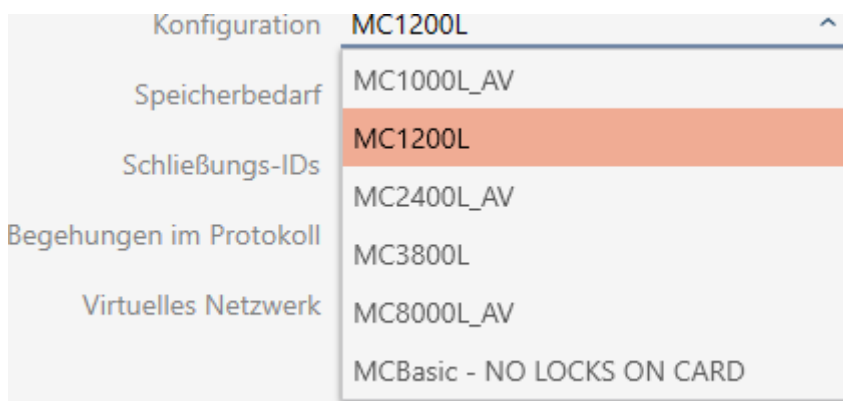 Konfiguration MC1200L
MC1000L_AV
Speicherbedarf
MC1200L
Schließungs-IDs
MC2400L_AV
Begehungen im Protokoll
MC3800L
Virtuelles Netzwerk
MC8000L_AV
MCBasic - NO LOCKS ON CARD